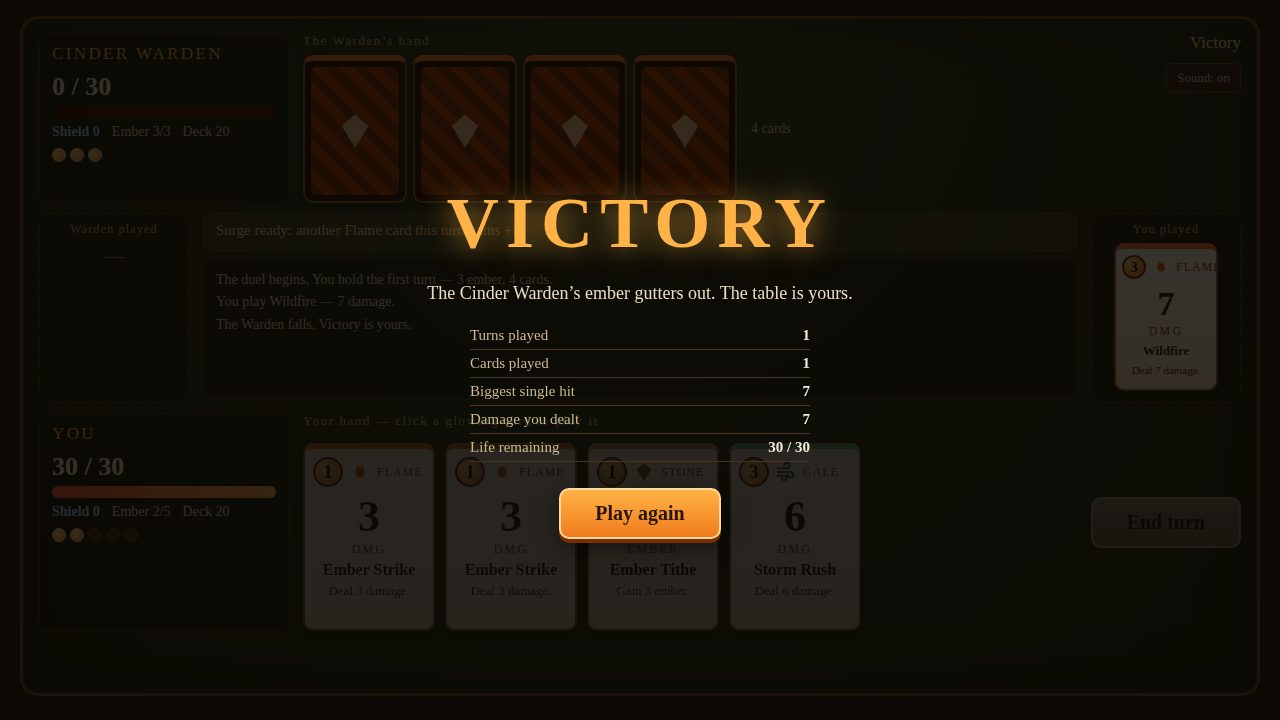 CINDER WARDEN
0 / 30
Shield 0 Ember 3/3 Deck 20
The Warden's hand
4 cards
Victory
Sound: on
Warden played
—
Surge ready: another Flame card this turn
VICTORY
The duel begins. You hold the first turn — 3 ember, 4 cards.
You play Wildfire — 7 damage.
The Warden falls. Victory is yours.
The Cinder Warden’s ember gutters out. The table is yours.
Turns played 1
Cards played 1
Biggest single hit 7
Damage you dealt 7
Life remaining 30 / 30
Play again
You played
3 FLAME
7
DMG
Wildfire
Deal 7 damage.
YOU
30 / 30
Shield 0 Ember 2/5 Deck 20
Your hand — click a
1 FLAME
3
DMG
Ember Strike
Deal 3 damage.
1 FLAME
3
DMG
Ember Strike
Deal 3 damage.
1 STONE
EMBER
Ember Tithe
Gain 3 ember.
3 GALE
6
DMG
Storm Rush
Deal 6 damage.
End turn